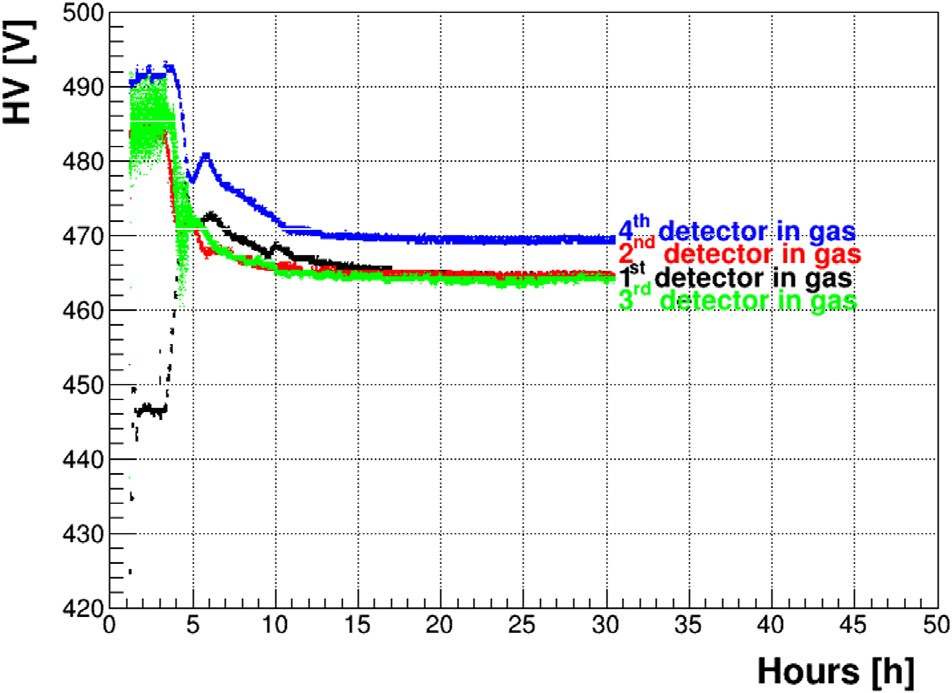 HV [V]
500
490
480
470
460
450
440
430
420
4th detector in gas
2nd detector in gas
1st detector in gas
3rd detector in gas
0 5 10 15 20 25 30 35 40 45 50
Hours [h]